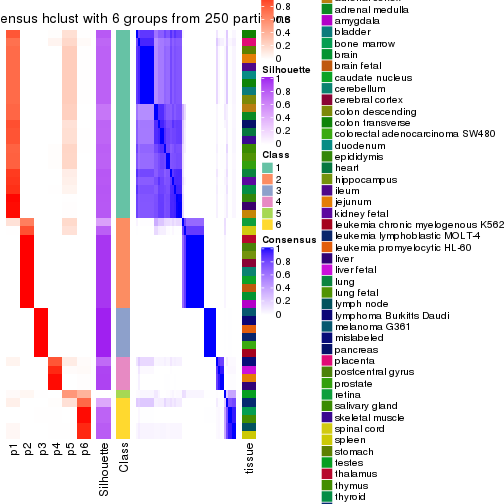 ensus hclust with 6 groups from 250 parti
0.8
0.6
0.4
0.2
0
Silhouette
1
0.8
0.6
0.4
0.2
0
Class
1
2
3
4
5
6
Consensus
1
0.8
0.6
0.4
0.2
0
p1
p2
p3
p4
p5
p6
Silhouette
Class
tissue
adrenal medulla
amygdala
bladder
bone marrow
brain
brain fetal
caudate nucleus
cerebellum
cerebral cortex
colon descending
colon transverse
colorectal adenocarcinoma SW480
duodenum
epididymis
heart
hippocampus
ileum
jejunum
kidney fetal
leukemia chronic myelogenous K562
leukemia lymphoblastic MOLT-4
leukemia promyelocytic HL-60
liver
liver fetal
lung
lung fetal
lymph node
lymphoma Burkitts Daudi
melanoma G361
mislabeled
pancreas
placenta
postcentral gyrus
prostate
retina
salivary gland
skeletal muscle
spinal cord
spleen
stomach
testes
thalamus
thymus
thyroid